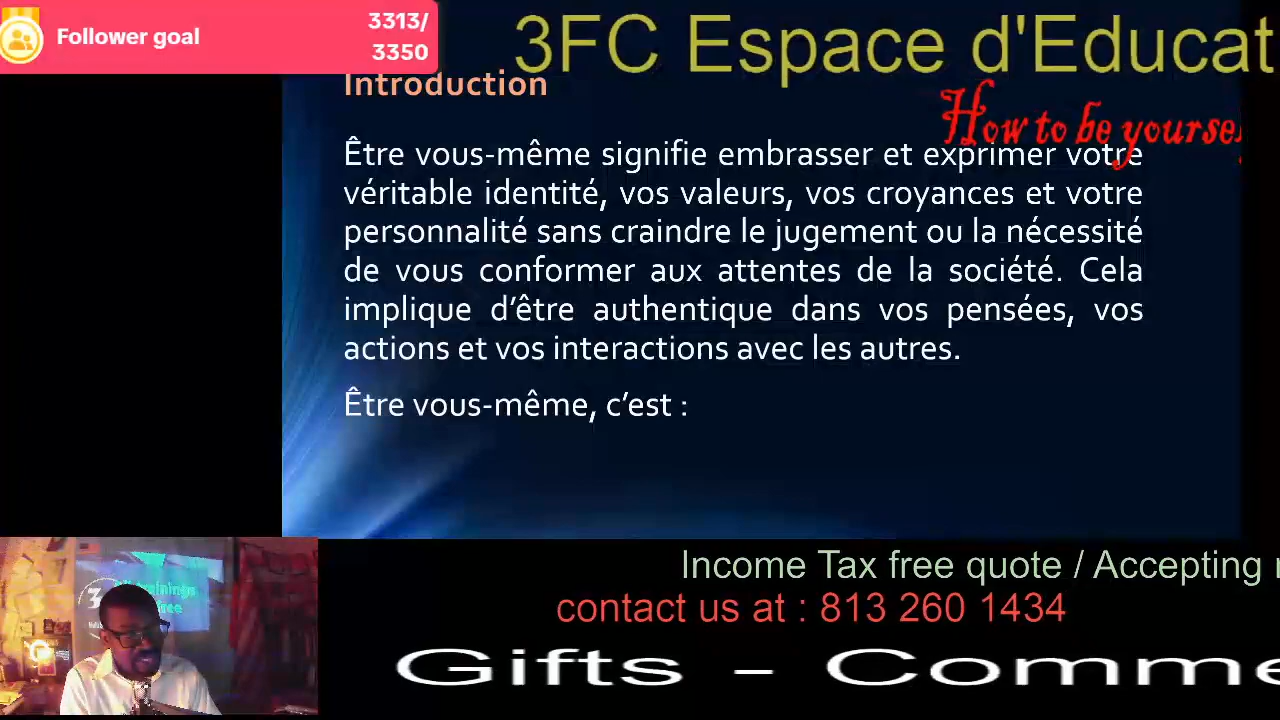 Follower goal
3313/
3350
3FC Espace d'Educat
Introduction
How to be yourse
Être vous-même signifie embrasser et exprimer votre
véritable identité, vos valeurs, vos croyances et votre
personnalité sans craindre le jugement ou la nécessité
de vous conformer aux attentes de la société. Cela
implique d’être authentique dans vos pensées, vos
actions et vos interactions avec les autres.
Être vous-même, c’est :
Income Tax free quote / Accepting
contact us at : 813 260 1434
Gifts - Comme